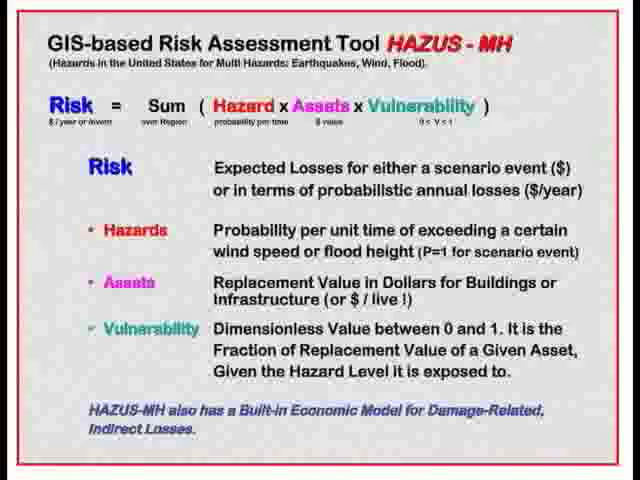 GIS-based Risk Assessment Tool HAZUS - MH
(Hazards in the United States for Multi Hazards: Earthquakes, Wind, Flood).
Risk = Sum ( Hazard x Assets x Vulnerability )
$ / year or /event over Region probability per time $ value 0 < V < 1
Risk Expected Losses for either a scenario event ($)
or in terms of probabilistic annual losses ($/year)
• Hazards Probability per unit time of exceeding a certain
wind speed or flood height (P=1 for scenario event)
• Assets Replacement Value in Dollars for Buildings or
Infrastructure (or $ / live !)
• Vulnerability Dimensionless Value between 0 and 1. It is the
Fraction of Replacement Value of a Given Asset,
Given the Hazard Level it is exposed to.
HAZUS-MH also has a Built-in Economic Model for Damage-Related,
Indirect Losses.